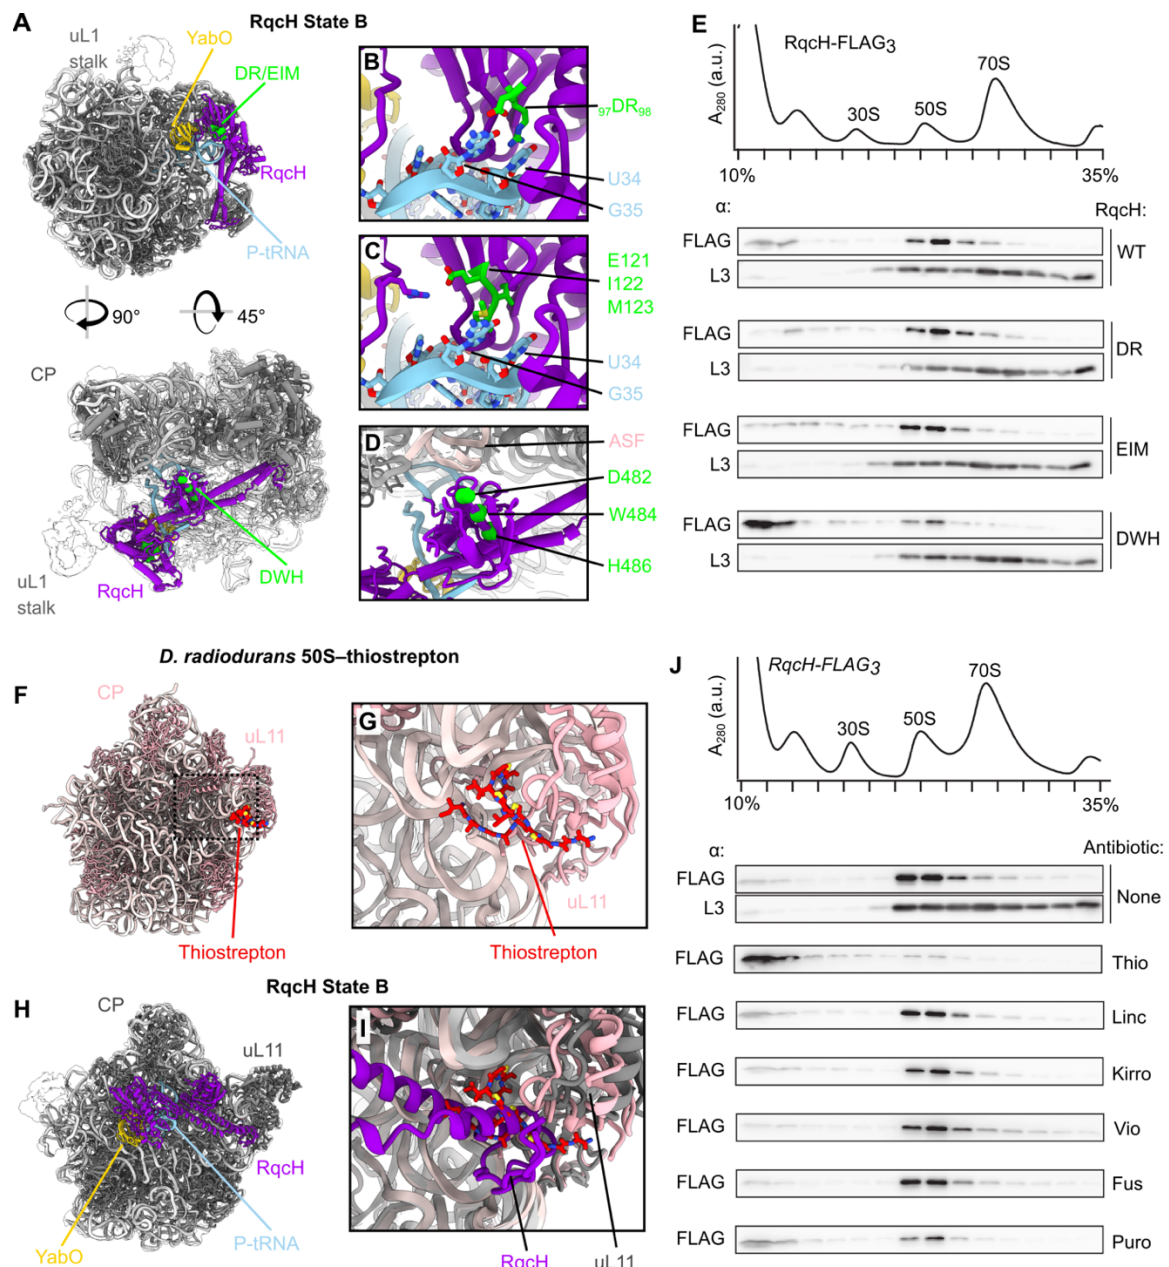 A
RqcH State B
uL1
stalk
YabO
DR/EIM
RqcH
P-tRNA
90°
45°
CP
uL1
stalk
RqcH
DWH
B
97DR98
U34
G35
C
E121
I122
M123
U34
G35
D
ASF
D482
W484
H486
E
RqcH-FLAG3
A280 (a.u.)
30S
50S
70S
10%
35%
α:
RqcH:
FLAG
L3
WT
FLAG
L3
DR
FLAG
L3
EIM
FLAG
L3
DWH
D. radiodurans 50S–thiostrepton
F
CP
uL11
Thiostrepton
G
uL11
Thiostrepton
RqcH State B
H
CP
uL11
RqcH
P-tRNA
YabO
I
RqcH
uL11
J
RqcH-FLAG3
A280 (a.u.)
30S
50S
70S
10%
35%
α:
Antibiotic:
FLAG
L3
None
FLAG
Thio
FLAG
Linc
FLAG
Kirro
FLAG
Vio
FLAG
Fus
FLAG
Puro